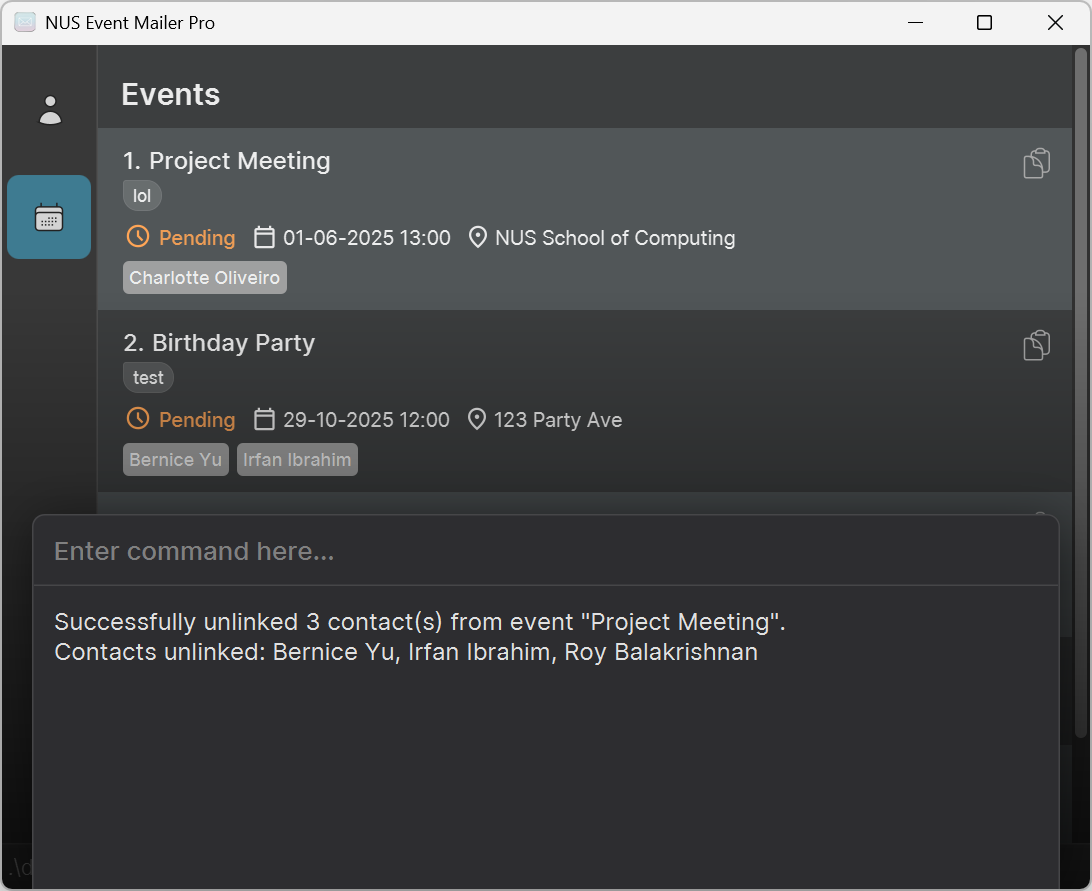 NUS Event Mailer Pro
Events
1. Project Meeting
lol
Pending 01-06-2025 13:00 NUS School of Computing
Charlotte Oliveiro
2. Birthday Party
test
Pending 29-10-2025 12:00 123 Party Ave
Bernice Yu Irfan Ibrahim
Enter command here...
Successfully unlinked 3 contact(s) from event "Project Meeting".
Contacts unlinked: Bernice Yu, Irfan Ibrahim, Roy Balakrishnan